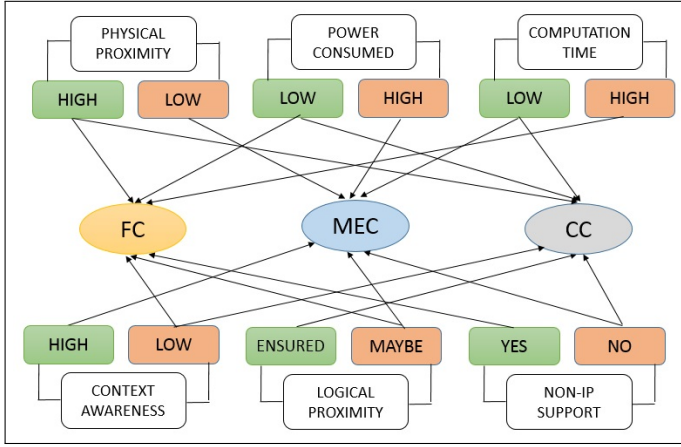 PHYSICAL
PROXIMITY
POWER
CONSUMED
COMPUTATION
TIME
HIGH
LOW
LOW
HIGH
LOW
HIGH
FC
MEC
CC
HIGH
LOW
ENSURED
MAYBE
YES
NO
CONTEXT
AWARENESS
LOGICAL
PROXIMITY
NON-IP
SUPPORT